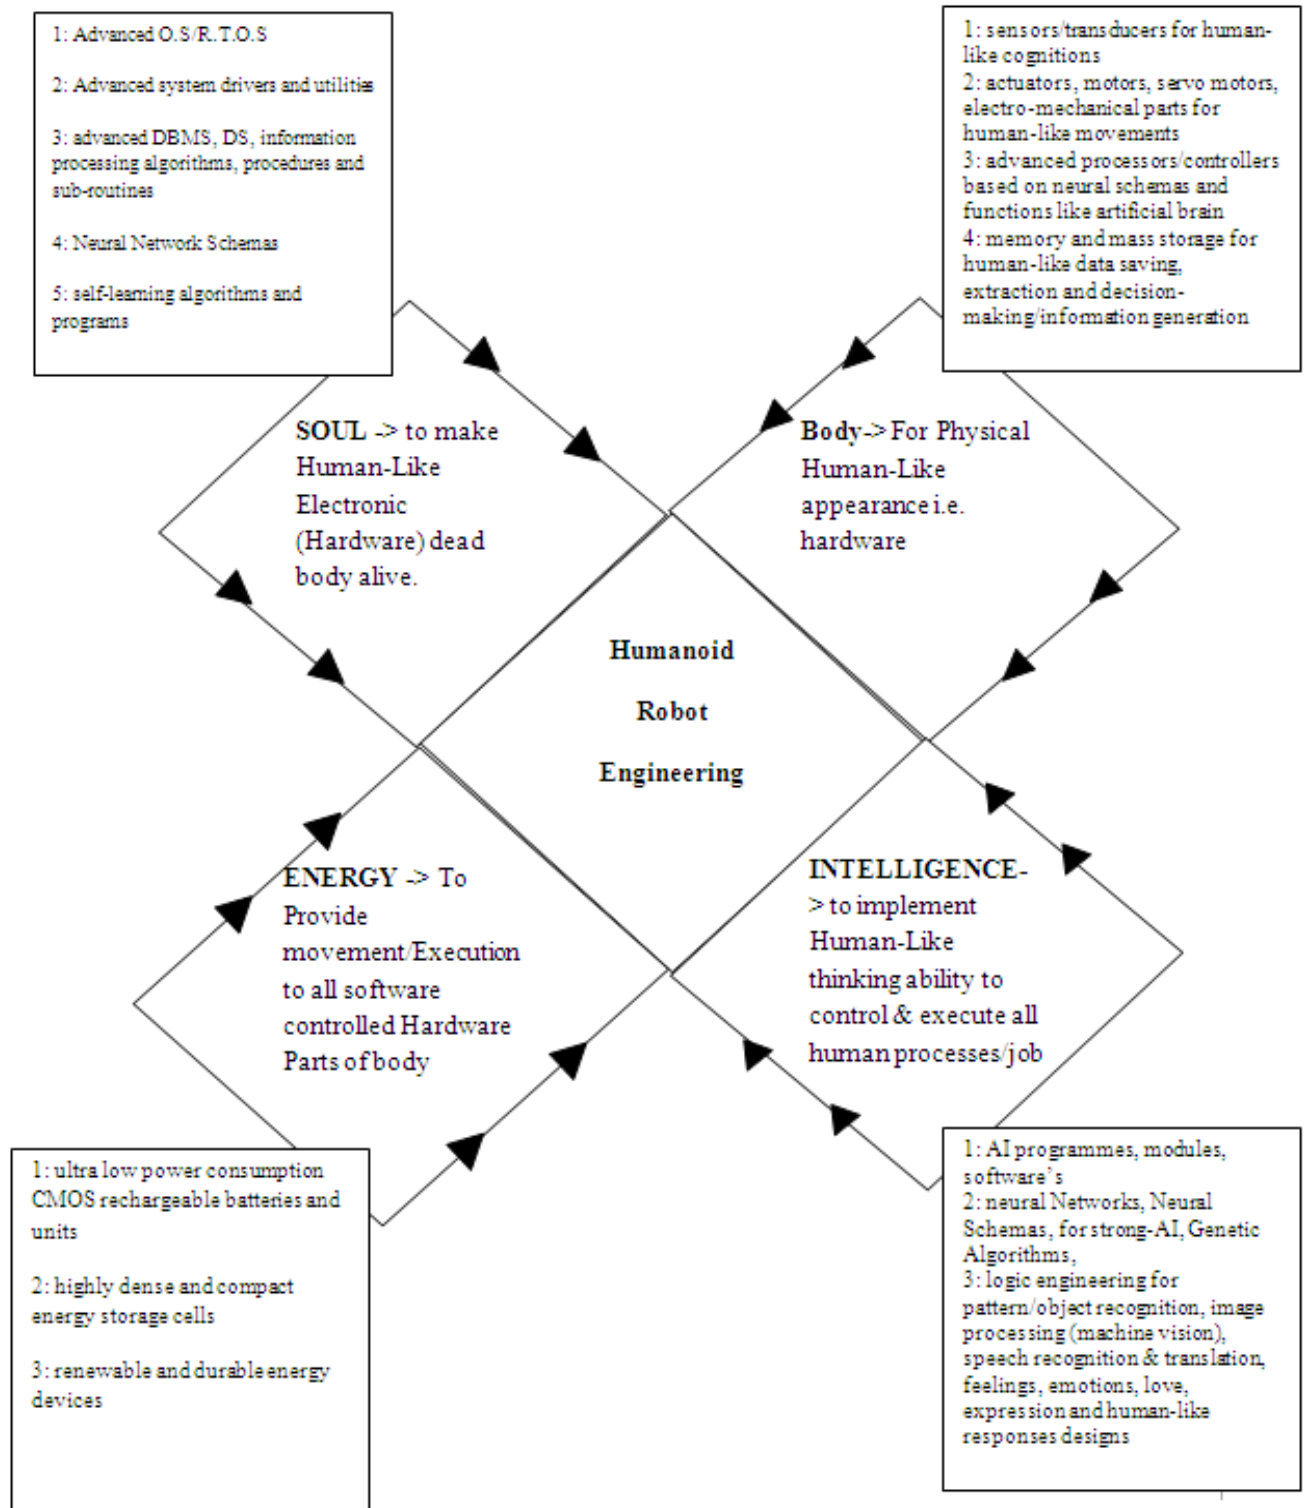 1: Advanced O.S/R.T.O.S
2: Advanced system drivers and utilities
3: advanced DBMS, DS, information
processing algorithms, procedures and
sub-routines
4: Neural Network Schemas
5: self-learning algorithms and
programs
1: sensors/transducers for human-
like cognitions
2: actuators, motors, servo motors,
electro-mechanical parts for
human-like movements
3: advanced processors/controllers
based on neural schemas and
functions like artificial brain
4: memory and mass storage for
human-like data saving,
extraction and decision-
making/information generation
SOUL -> to make
Human-Like
Electronic
(Hardware) dead
body alive.
Body-> For Physical
Human-Like
appearance i.e.
hardware
Humanoid
Robot
Engineering
ENERGY -> To
Provide
movement/Execution
to all software
controlled Hardware
Parts of body
INTELLIGENCE-
> to implement
Human-Like
thinking ability to
control & execute all
human processes/job
1: ultra low power consumption
CMOS rechargeable batteries and
units
2: highly dense and compact
energy storage cells
3: renewable and durable energy
devices
1: AI programmes, modules,
software's
2: neural Networks, Neural
Schemas, for strong-AI, Genetic
Algorithms,
3: logic engineering for
pattern/object recognition, image
processing (machine vision),
speech recognition & translation,
feelings, emotions, love,
expression and human-like
responses designs